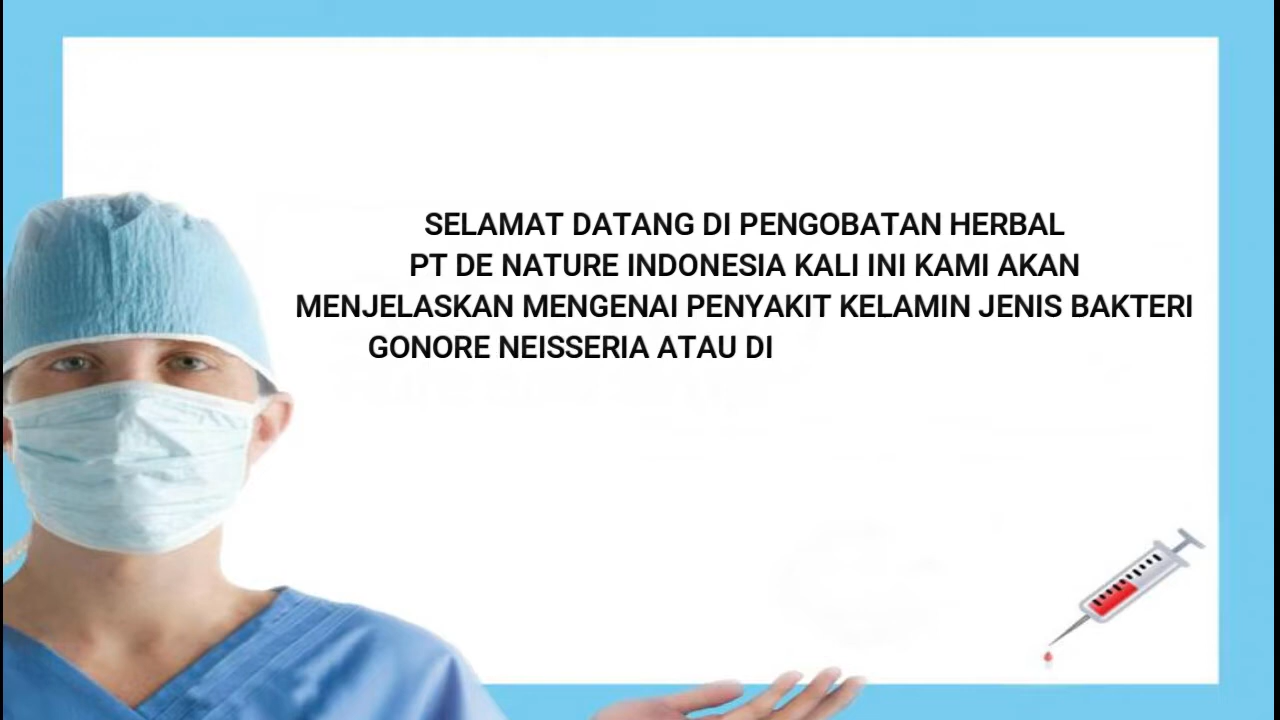 SELAMAT DATANG DI PENGOBATAN HERBAL
PT DE NATURE INDONESIA KALI INI KAMI AKAN
MENJELASKAN MENGENAI PENYAKIT KELAMIN JENIS BAKTERI
GONORE NEISSERIA ATAU DI